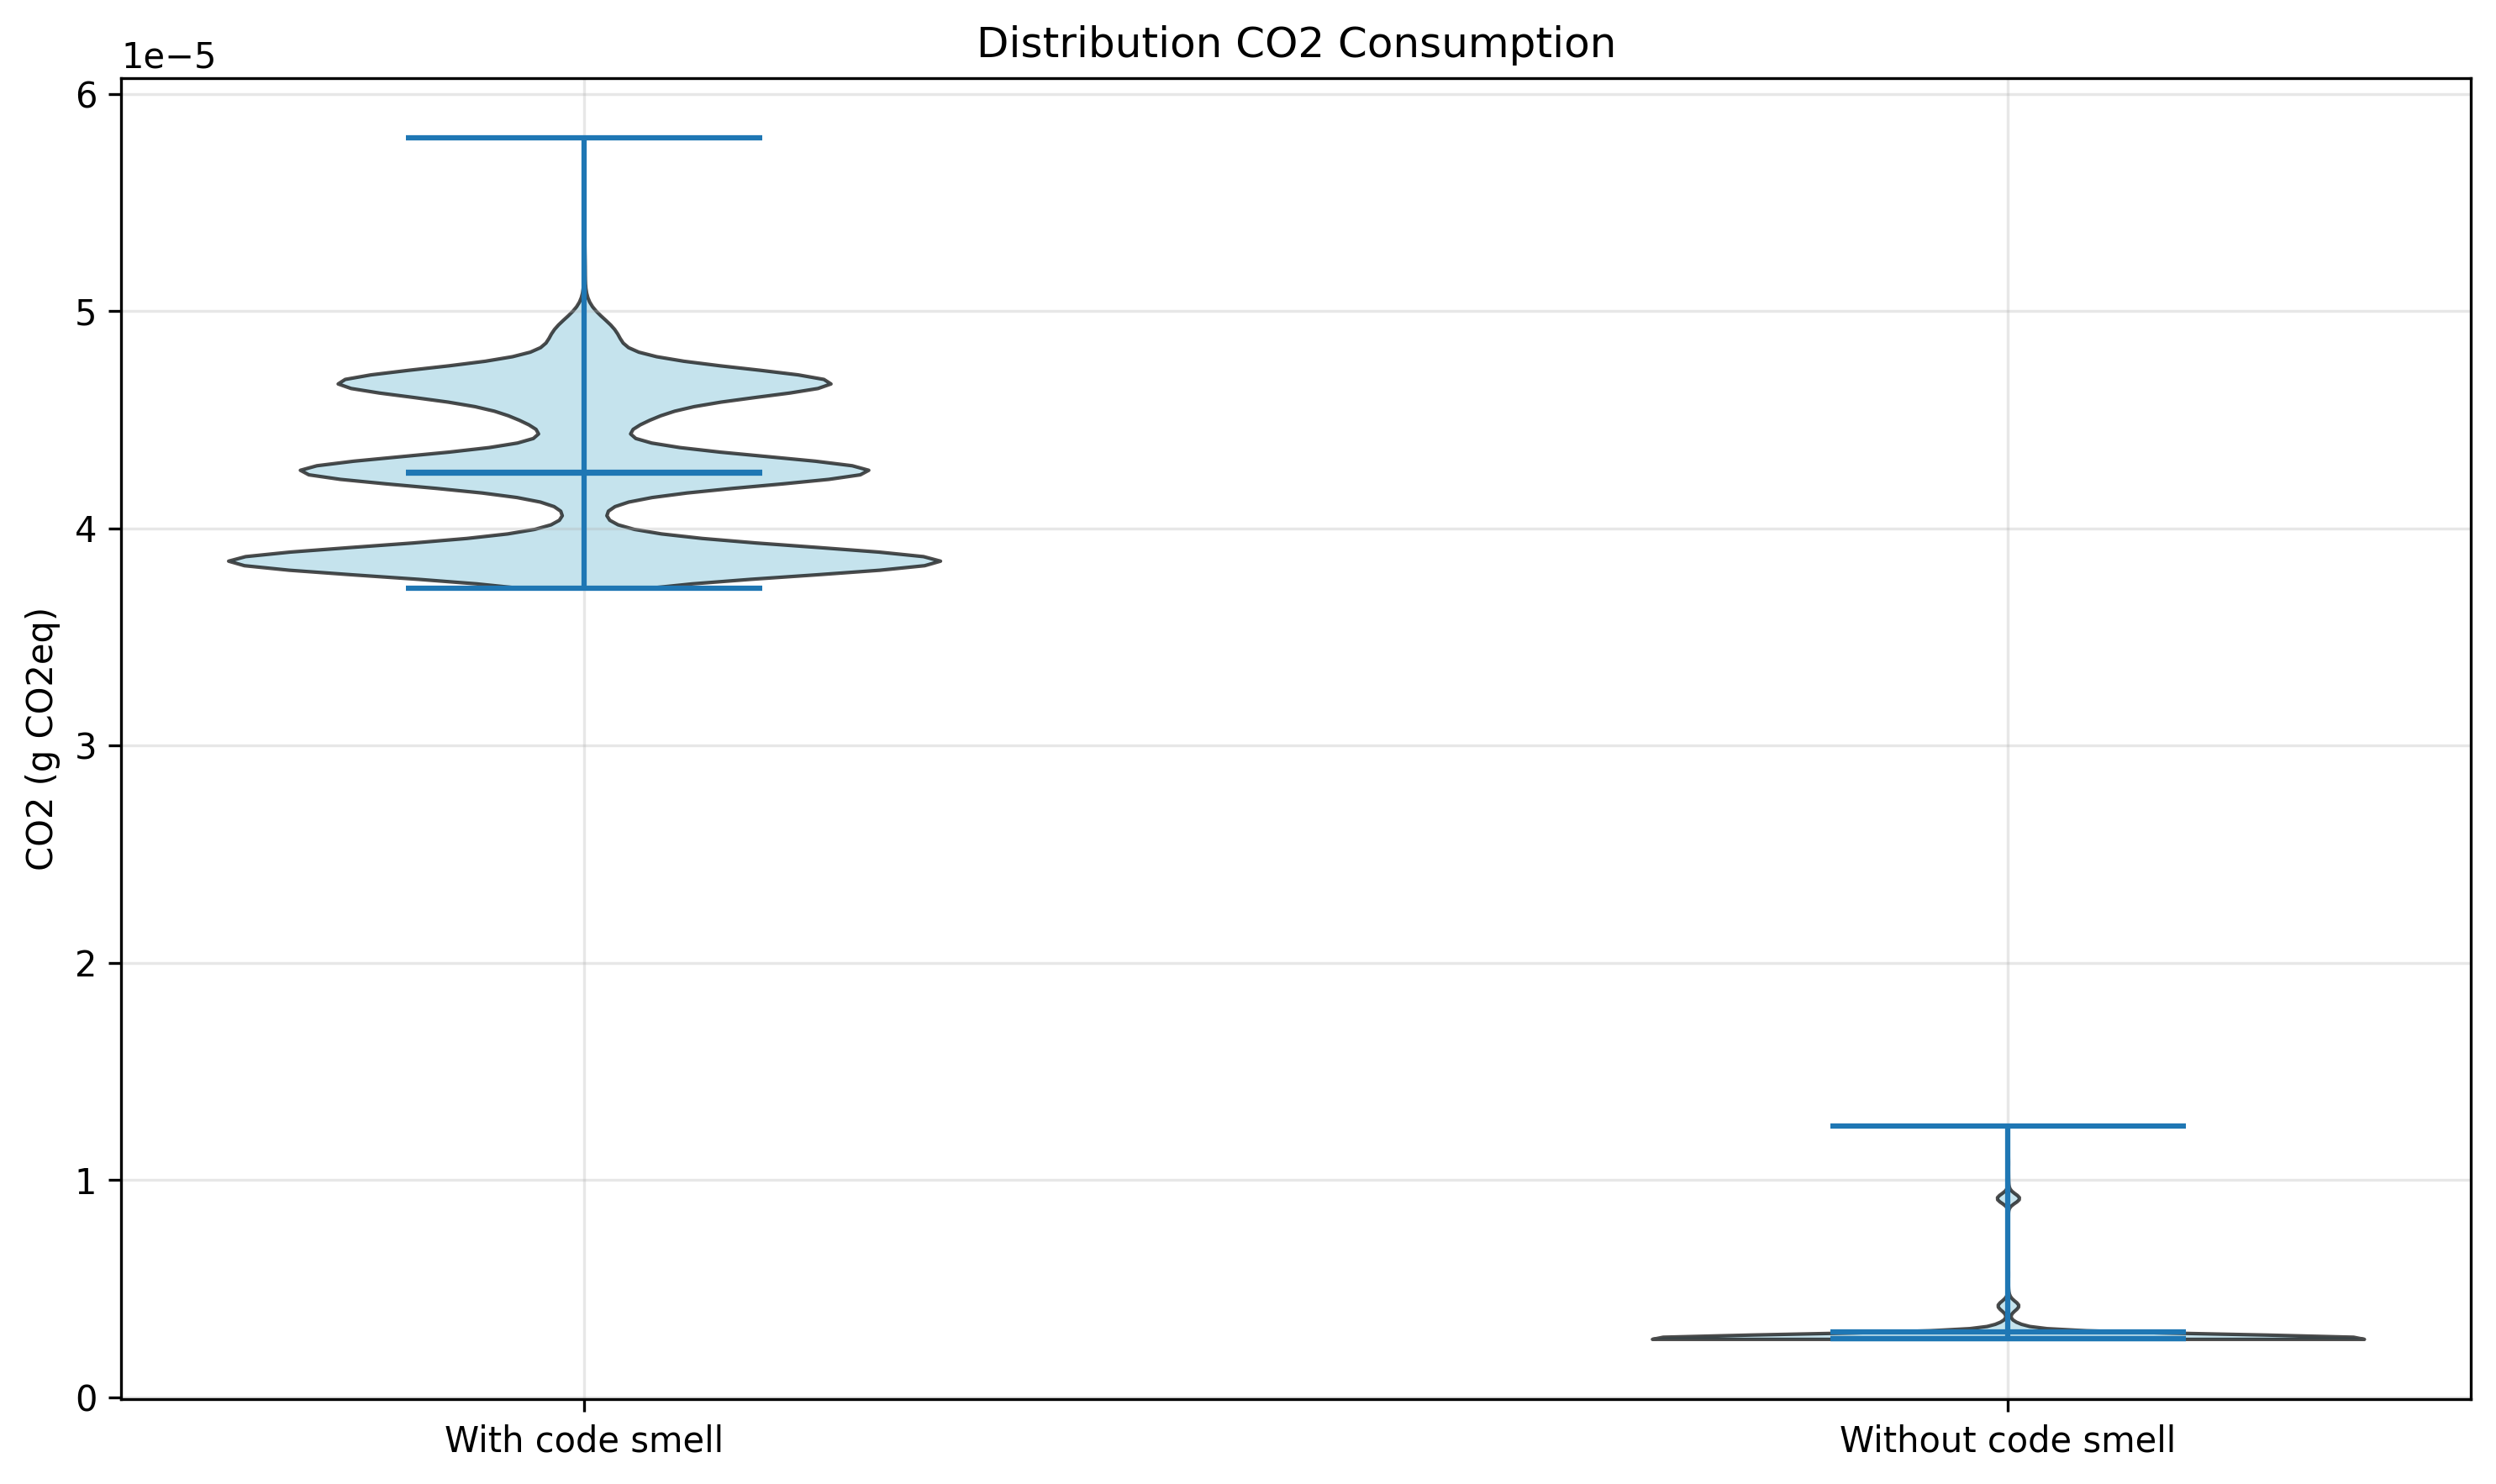 Distribution CO2 Consumption
1e−5
6
5
4
3
2
1
0
CO2 (g CO2eq)
With code smell
Without code smell